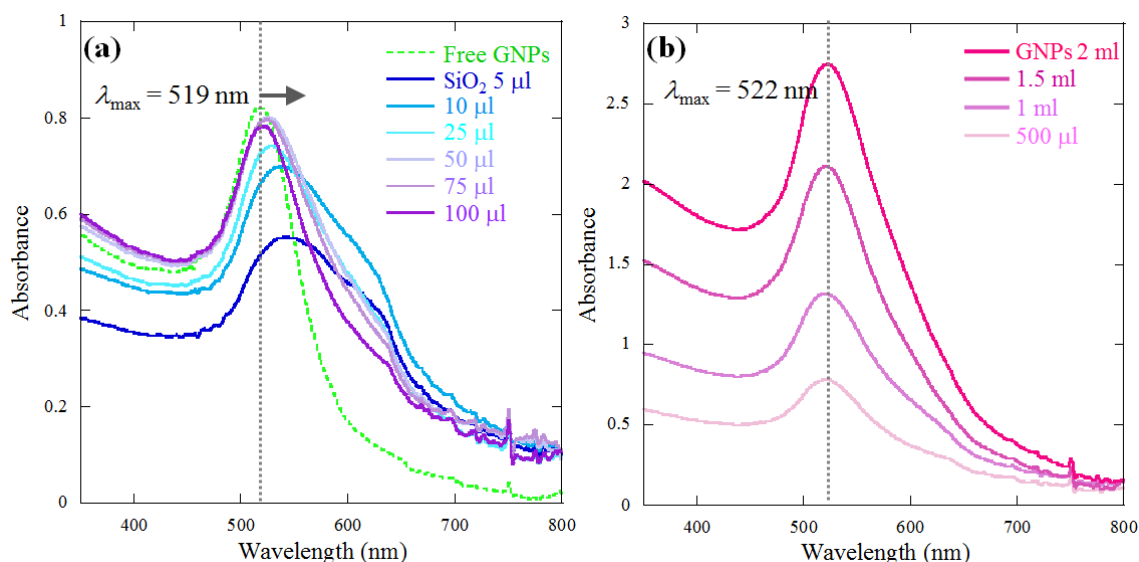 (a)
λmax = 519 nm
Free GNPs
SiO2 5 μl
10 μl
25 μl
50 μl
75 μl
100 μl
Absorbance
1
0.8
0.6
0.4
0.2
0
400 500 600 700 800
Wavelength (nm)
(b)
λmax = 522 nm
GNPs 2 ml
1.5 ml
1 ml
500 μl
Absorbance
3
2.5
2
1.5
1
0.5
0
400 500 600 700 800
Wavelength (nm)